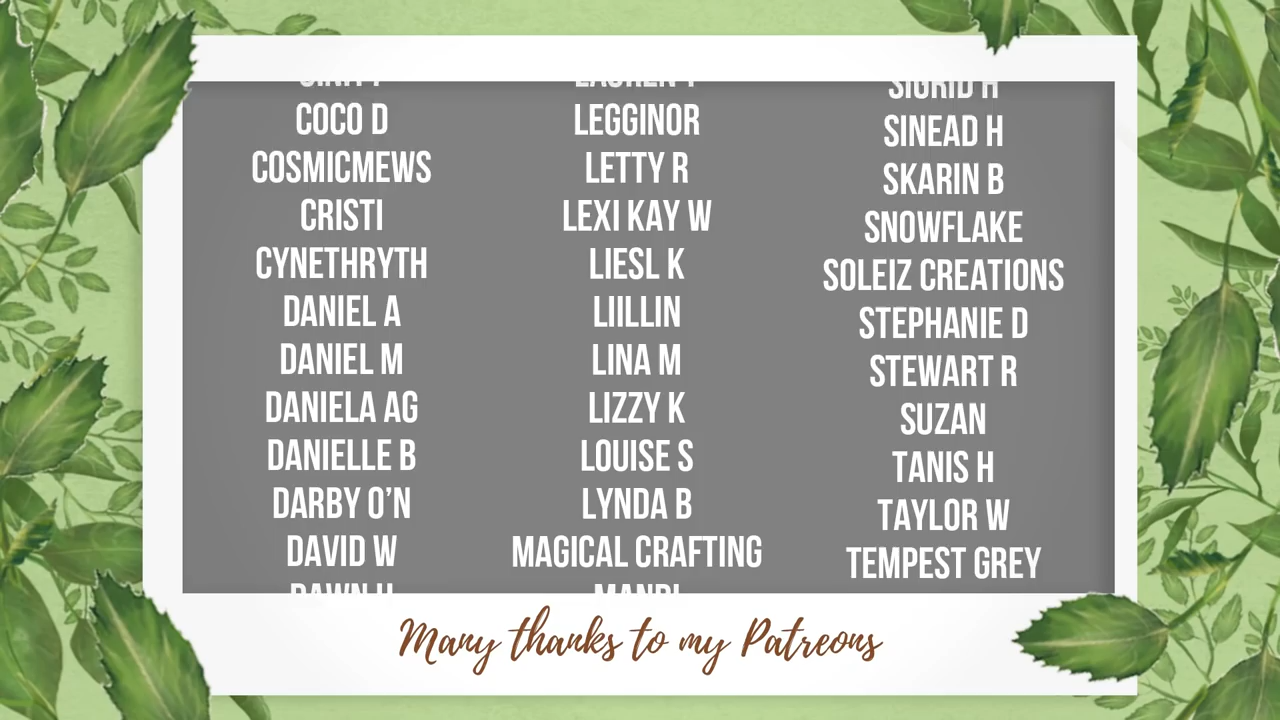 COCO D
COSMICMEWS
CRISTI
CYNETHRYTH
DANIEL A
DANIEL M
DANIELA AG
DANIELLE B
DARBY O’N
DAVID W
LEGGINOR
LETTY R
LEXI KAY W
LIESL K
LIILLIN
LINA M
LIZZY K
LOUISE S
LYNDA B
MAGICAL CRAFTING
SIGRID H
SINEAD H
SKARIN B
SNOWFLAKE
SOLEIZ CREATIONS
STEPHANIE D
STEWART R
SUZAN
TANIS H
TAYLOR W
TEMPEST GREY
Many thanks to my Patreons